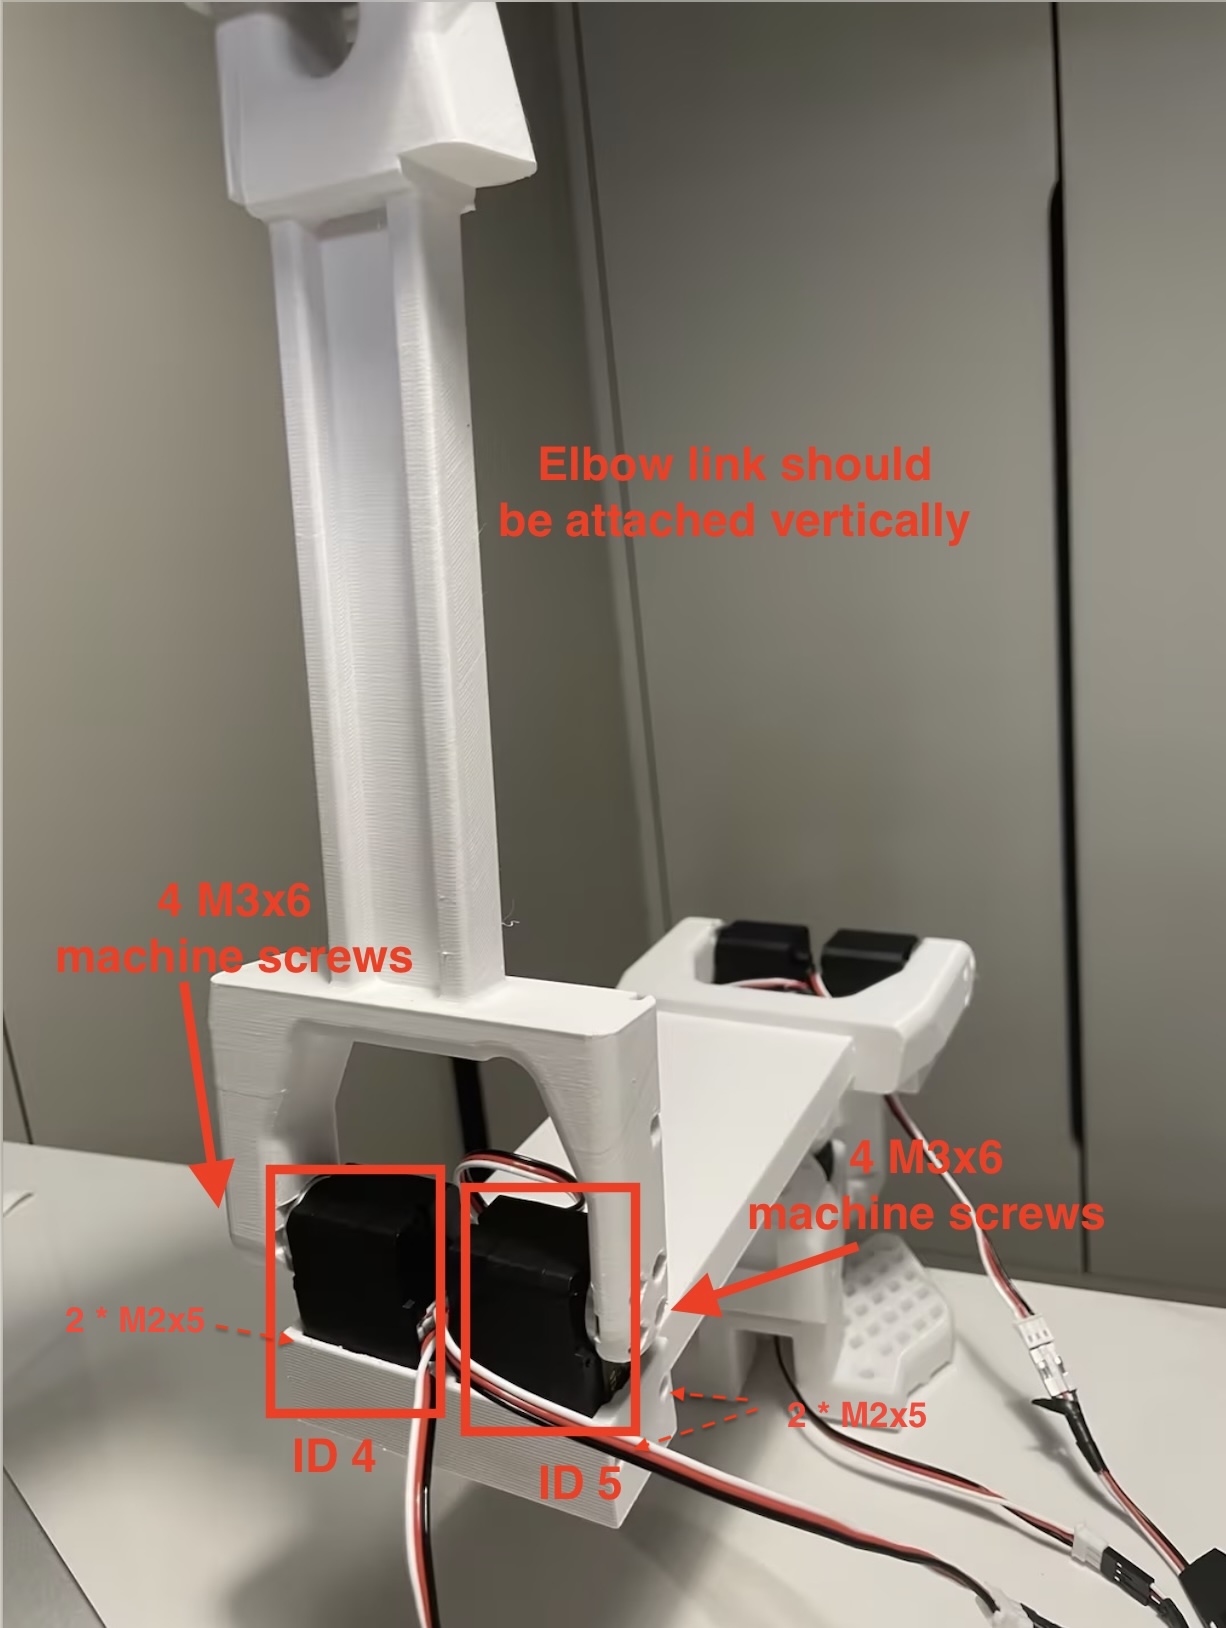 Elbow link should
be attached vertically
4 M3x6
machine screws
4 M3x6
machine screws
2 * M2x5
2 * M2x5
ID 4
ID 5